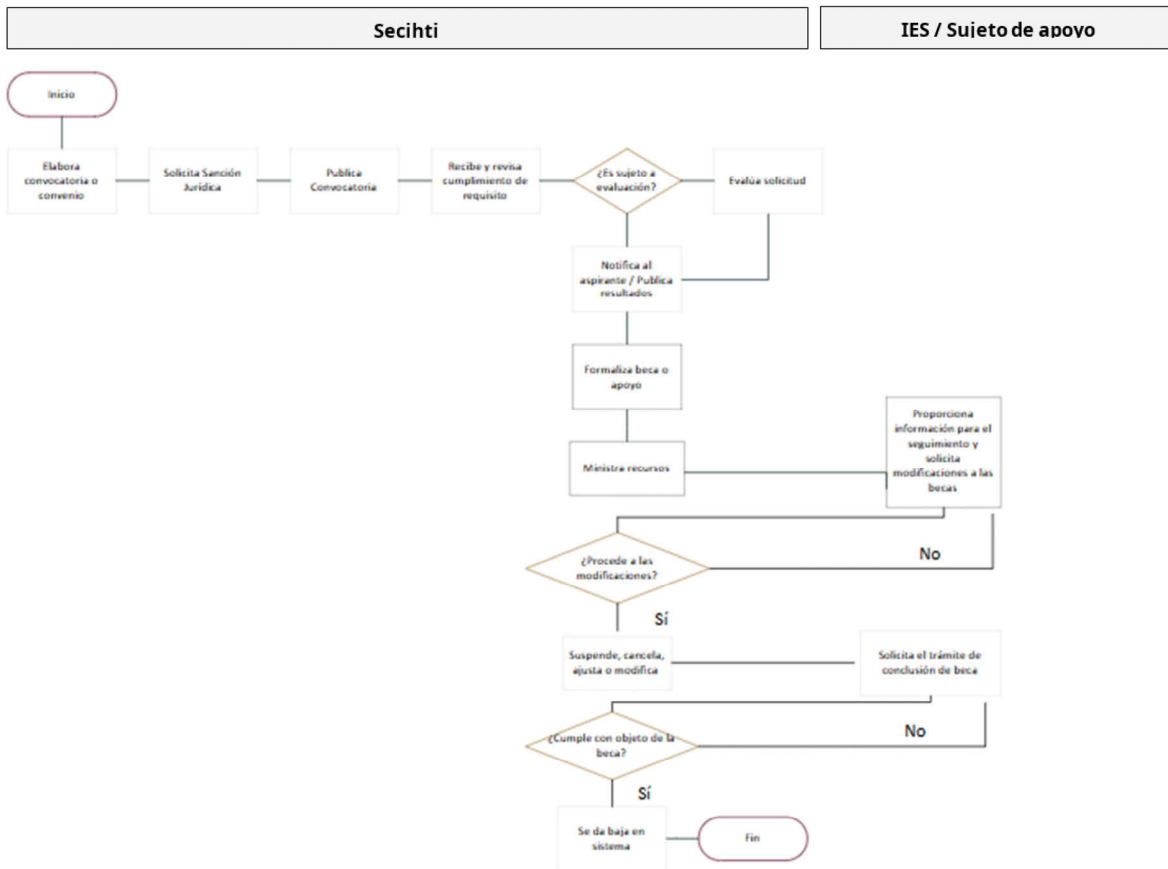 Secihti
IES / Sujeto de apoyo
Inicio
Elabora
convocatoria o
convenio
Solicita Sanción
Jurídica
Publica
Convocatoria
Recibe y revisa
cumplimiento de
requisito
¿Es sujeto a
evaluación?
Evalúa solicitud
Notifica al
aspirante / Publica
resultados
Formaliza beca o
apoyo
Ministra recursos
Proporciona
información para el
seguimiento y
solicita
modificaciones a las
becas
¿Procede a las
modificaciones?
No
Sí
Suspende, cancela,
ajusta o modifica
Solicita el trámite de
conclusión de beca
¿Cumple con objeto de la
beca?
No
Sí
Se da baja en
sistema
Fin